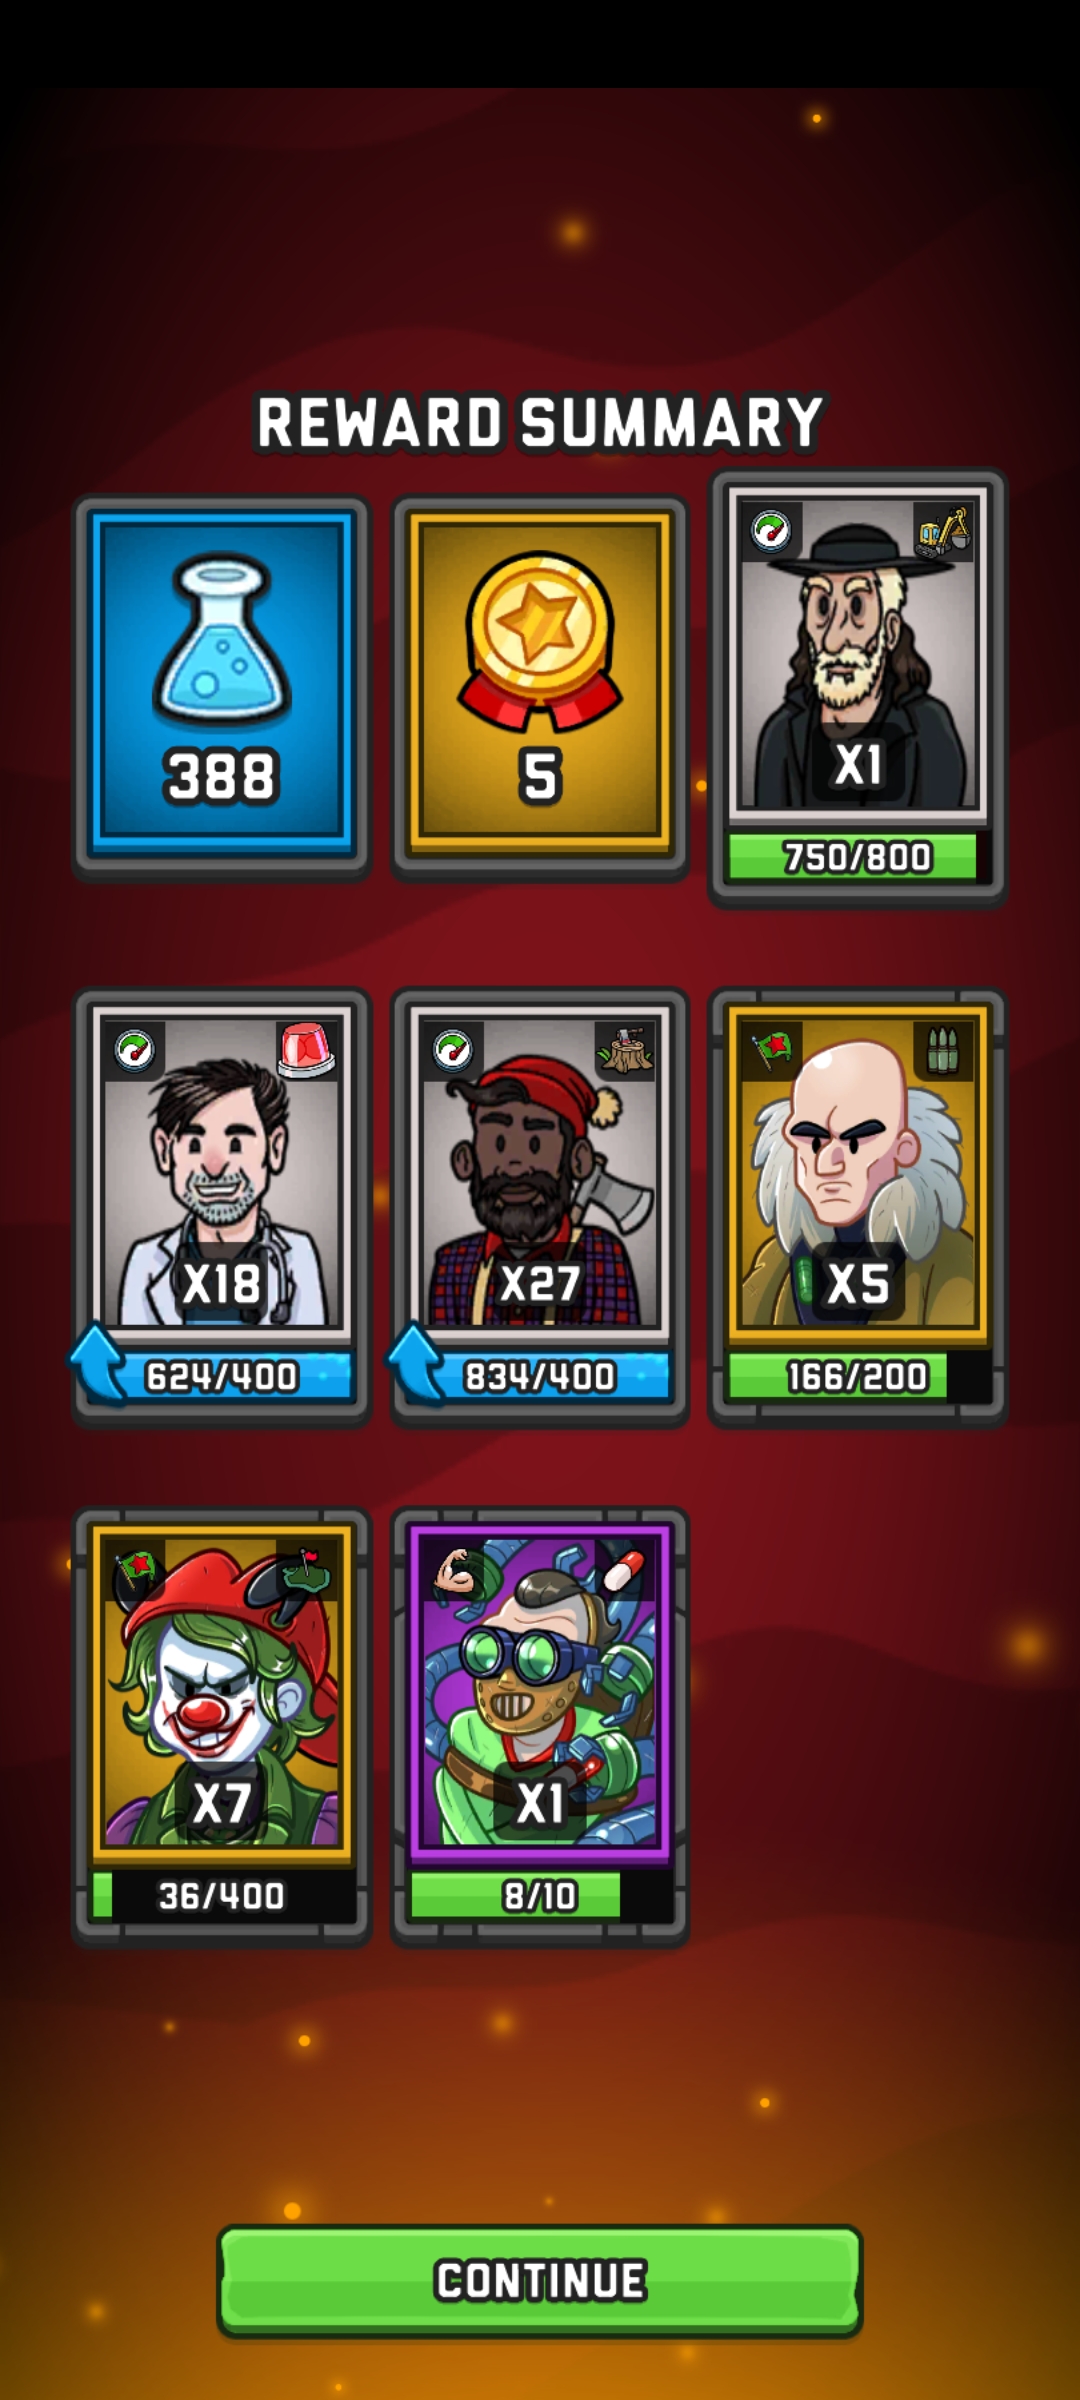 REWARD SUMMARY
388
5
X1
750/800
X18
624/400
X27
834/400
X5
166/200
X7
36/400
X1
8/10
CONTINUE